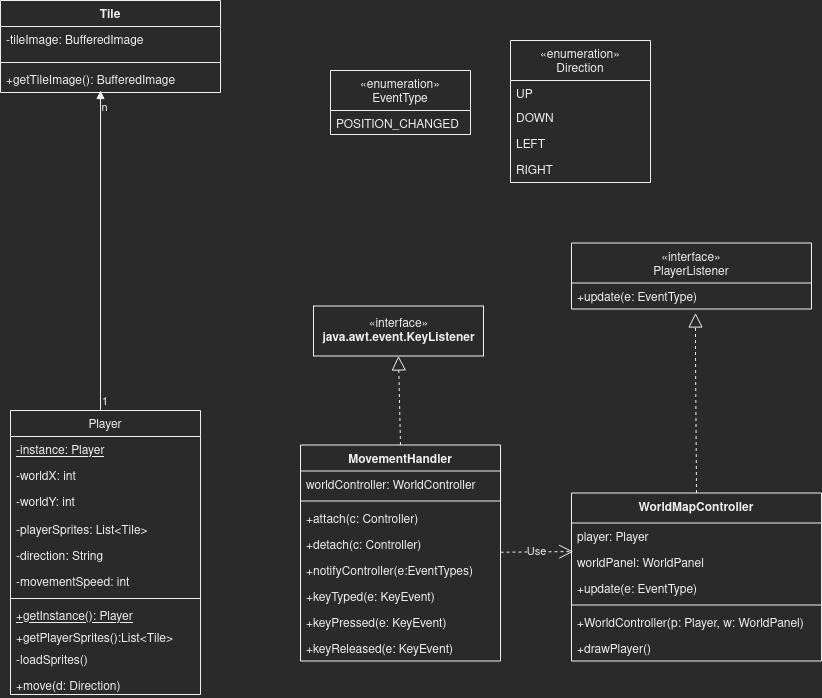 Tile
-tileImage: BufferedImage
+getTileImage(): BufferedImage
n
1
«enumeration»
EventType
POSITION_CHANGED
«enumeration»
Direction
UP
DOWN
LEFT
RIGHT
«interface»
PlayerListener
+update(e: EventType)
«interface»
java.awt.event.KeyListener
Player
-instance: Player
-worldX: int
-worldY: int
-playerSprites: List<Tile>
-direction: String
-movementSpeed: int
+getInstance(): Player
+getPlayerSprites():List<Tile>
-loadSprites()
+move(d: Direction)
MovementHandler
worldController: WorldController
+attach(c: Controller)
+detach(c: Controller)
+notifyController(e:EventTypes)
+keyTyped(e: KeyEvent)
+keyPressed(e: KeyEvent)
+keyReleased(e: KeyEvent)
Use
WorldMapController
player: Player
worldPanel: WorldPanel
+update(e: EventType)
+WorldController(p: Player, w: WorldPanel)
+drawPlayer()